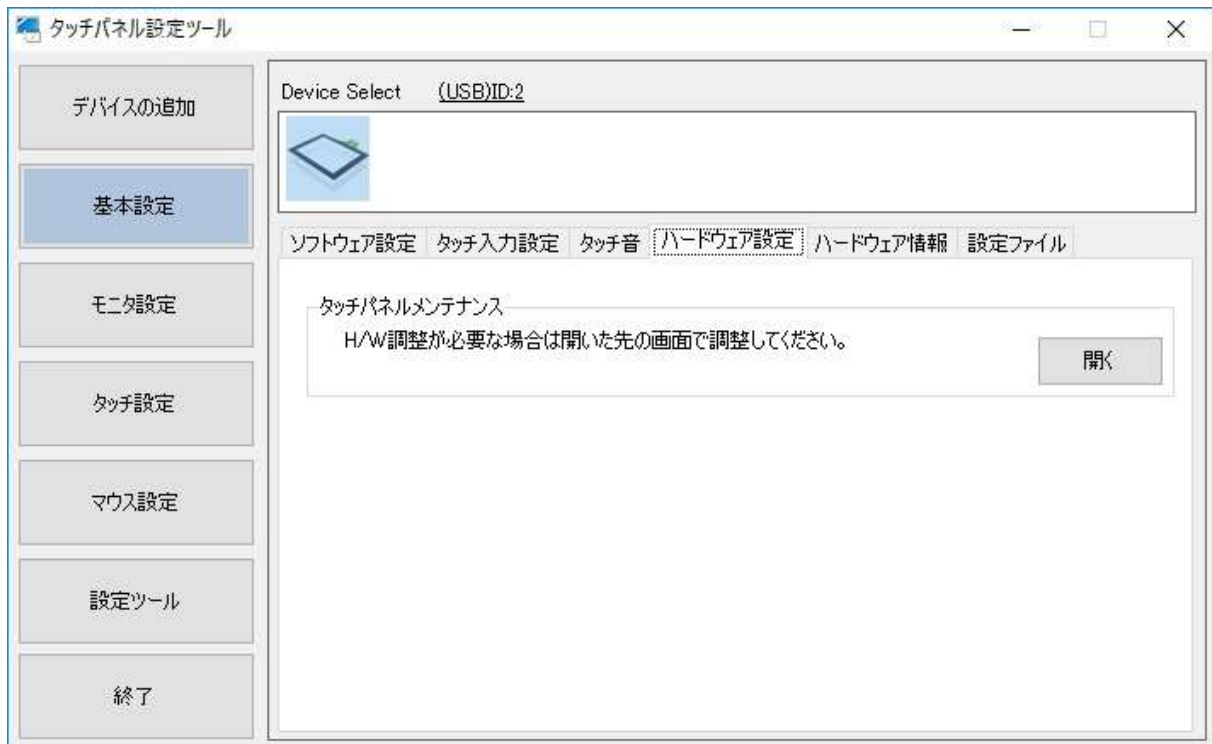 タッチパネル設定ツール
デバイスの追加
基本設定
モニタ設定
タッチ設定
マウス設定
設定ツール
終了
Device Select (USB)ID:2
ソフトウェア設定 タッチ入力設定 タッチ音 ハードウェア設定 ハードウェア情報 設定ファイル
タッチパネルメンテナンス
H/W調整が必要な場合は開いた先の画面で調整してください。
開く